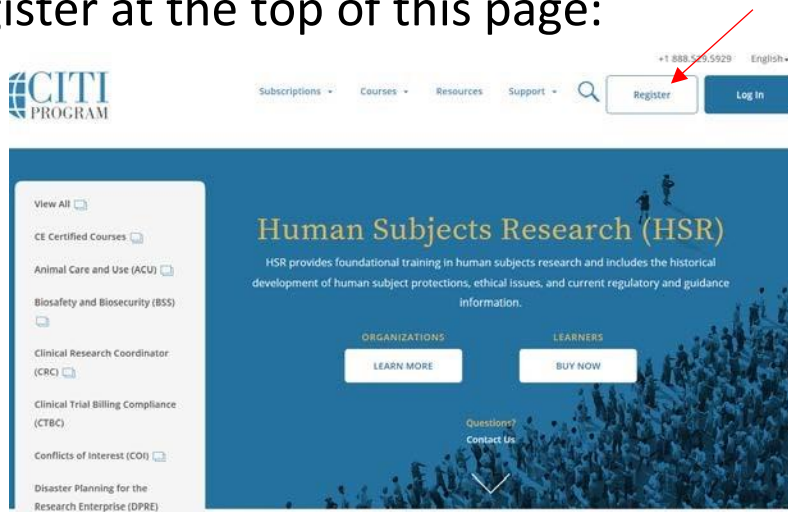 gister at the top of this page:
+1 888.529.5929 English
CITI
PROGRAM
Subscriptions Courses Resources Support Register Log In
View All
CE Certified Courses
Animal Care and Use (ACU)
Biosafety and Biosecurity (BSS)
Clinical Research Coordinator
(CRC)
Clinical Trial Billing Compliance
(CTBC)
Conflicts of Interest (COI)
Disaster Planning for the
Research Enterprise (DPRE)
Human Subjects Research (HSR)
HSR provides foundational training in human subjects research and includes the historical
development of human subject protections, ethical issues, and current regulatory and guidance
information.
ORGANIZATIONS LEARNERS
LEARN MORE BUY NOW
Questions?
Contact Us